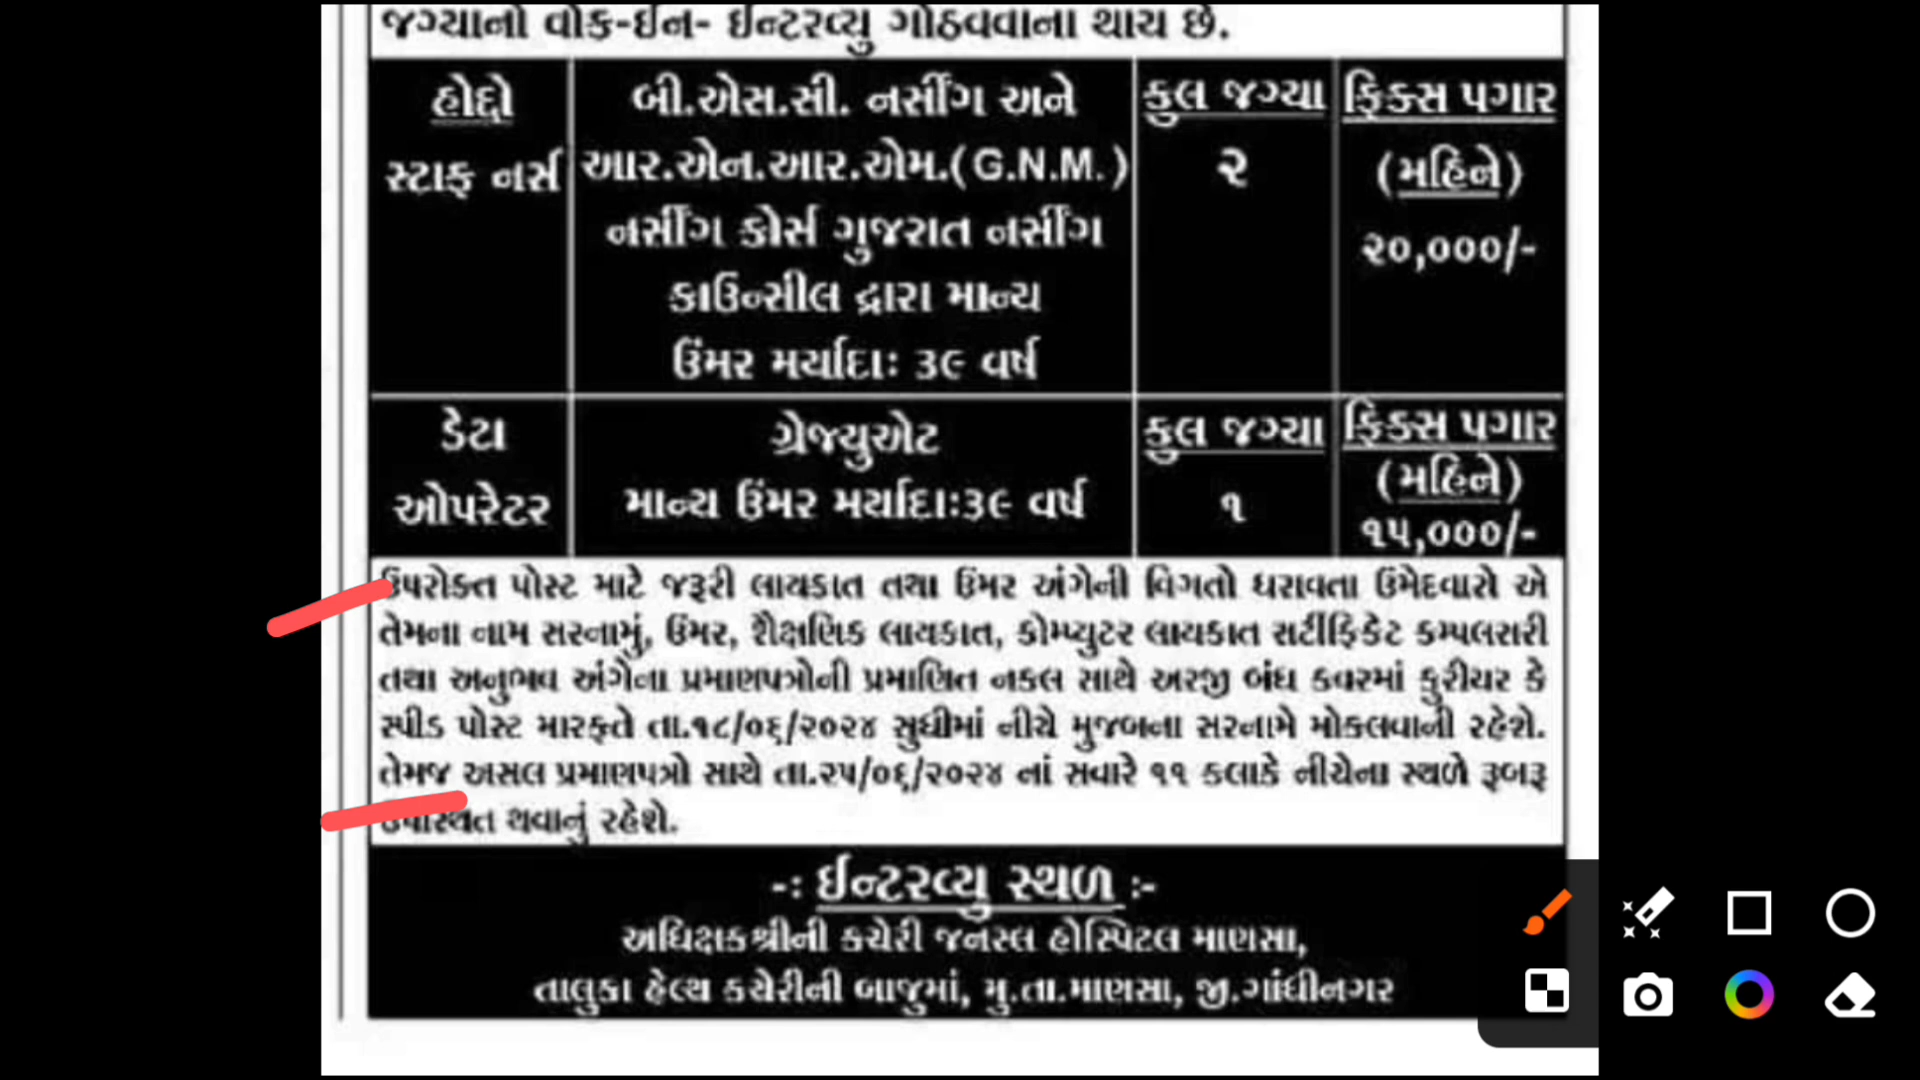 જગ્યાનો વોક-ઈન- ઈન્ટરવ્યુ ગોઠવવાના થાય છે.
હોદ્દો
સ્ટાફ નર્સ
બી.એસ.સી. નર્સીંગ અને
આર.એન.આર.એમ.(G.N.M.)
નર્સીંગ કોર્સ ગુજરાત નર્સીંગ
કાઉન્સીલ દ્રારા માન્ય
ઉંમર મર્યાદાઃ ૩૯ વર્ષ
કુલ જગ્યા
૨
ફિક્સ પગાર
(મહિને)
૨૦,૦૦૦/-
ડેટા
ઓપરેટર
ગ્રેજ્યુએટ
માન્ય ઉંમર મર્યાદાઃ૩૯ વર્ષ
કુલ જગ્યા
૧
ફિક્સ પગાર
(મહિને)
૧૫,૦૦૦/-
ઉપરોક્ત પોસ્ટ માટે જરૂરી લાયકાત તથા ઉંમર અંગેની વિગતો ધરાવતા ઉમેદવારો એ
તેમના નામ સરનામું, ઉંમર, શૈક્ષણિક લાયકાત, કોમ્પ્યુટર લાયકાત સર્ટીફિકેટ કમ્પલસરી
તથા અનુભવ અંગેના પ્રમાણપત્રોની પ્રમાણિત નકલ સાથે અરજી બંધ કવરમાં કુરીયર કે
સ્પીડ પોસ્ટ મારફતે તા.૧૮/૦૬/૨૦૨૪ સુધીમાં નીચે મુજબના સરનામે મોકલવાની રહેશે.
તેમજ અસલ પ્રમાણપત્રો સાથે તા.૨૫/૦૬/૨૦૨૪ નાં સવારે ૧૧ કલાકે નીચેના સ્થળે રૂબરૂ
ઉપસ્થિત થવાનું રહેશે.
-: ઈન્ટરવ્યુ સ્થળ :-
અધિક્ષકશ્રીની કચેરી જનરલ હોસ્પિટલ માણસા,
તાલુકા હેલ્થ કચેરીની બાજુમાં, મુ.તા.માણસા, જી.ગાંધીનગર